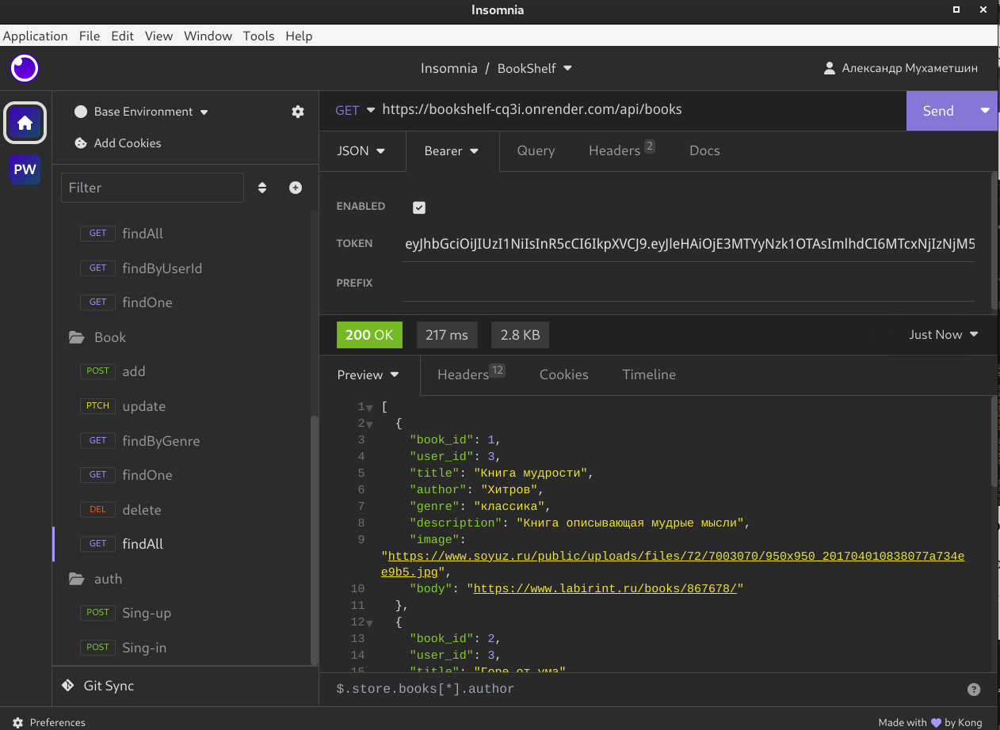 Insomnia
Application File Edit View Window Tools Help
Insomnia / BookShelf
Александр Мухаметшин
PW
Base Environment
Add Cookies
Filter
GET findAll
GET findByUserId
GET findOne
Book
POST add
PTCH update
GET findByGenre
GET findOne
DEL delete
GET findAll
auth
POST Sing-up
POST Sing-in
Git Sync
GET https://bookshelf-cq3i.onrender.com/api/books
Send
JSON Bearer Query Headers 2 Docs
ENABLED
TOKEN eyJhbGciOiJIUzI1NiIsInR5cCI6IkpXVCJ9.eyJleHAiOjE3MTYyNzk1OTAsImlhdCI6MTcxNjIzNjM5
PREFIX
200 OK 217 ms 2.8 KB Just Now
Preview Headers 12 Cookies Timeline
1 [
2 {
3 "book_id": 1,
4 "user_id": 3,
5 "title": "Книга мудрости",
6 "author": "Хитров",
7 "genre": "классика",
8 "description": "Книга описывающая мудрые мысли",
9 "image":
"https://www.soyuz.ru/public/uploads/files/72/7003070/950x950_201704010838077a734e
e9b5.jpg",
10 "body": "https://www.labirint.ru/books/867678/"
11 },
12 {
13 "book_id": 2,
14 "user_id": 3,
15 "title": "Горе от ума"
$.store.books[*].author
Preferences
Made with by Kong